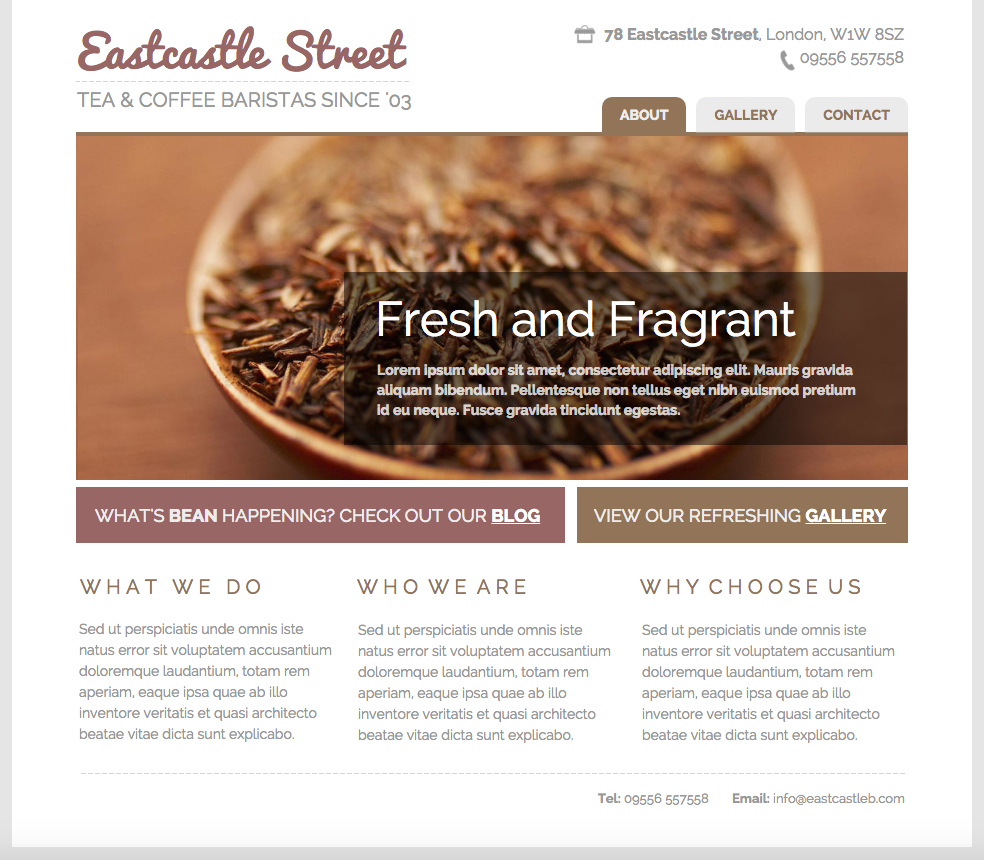 Eastcastle Street
TEA & COFFEE BARISTAS SINCE '03
78 Eastcastle Street, London, W1W 8SZ
09556 557558
ABOUT
GALLERY
CONTACT
Fresh and Fragrant
Lorem ipsum dolor sit amet, consectetur adipiscing elit. Mauris gravida
aliquam bibendum. Pellentesque non tellus eget nibh euismod pretium
id eu neque. Fusce gravida tincidunt egestas.
WHAT'S BEAN HAPPENING? CHECK OUT OUR BLOG
VIEW OUR REFRESHING GALLERY
WHAT WE DO
Sed ut perspiciatis unde omnis iste
natus error sit voluptatem accusantium
doloremque laudantium, totam rem
aperiam, eaque ipsa quae ab illo
inventore veritatis et quasi architecto
beatae vitae dicta sunt explicabo.
WHO WE ARE
Sed ut perspiciatis unde omnis iste
natus error sit voluptatem accusantium
doloremque laudantium, totam rem
aperiam, eaque ipsa quae ab illo
inventore veritatis et quasi architecto
beatae vitae dicta sunt explicabo.
WHY CHOOSE US
Sed ut perspiciatis unde omnis iste
natus error sit voluptatem accusantium
doloremque laudantium, totam rem
aperiam, eaque ipsa quae ab illo
inventore veritatis et quasi architecto
beatae vitae dicta sunt explicabo.
Tel: 09556 557558 Email: info@eastcastleb.com